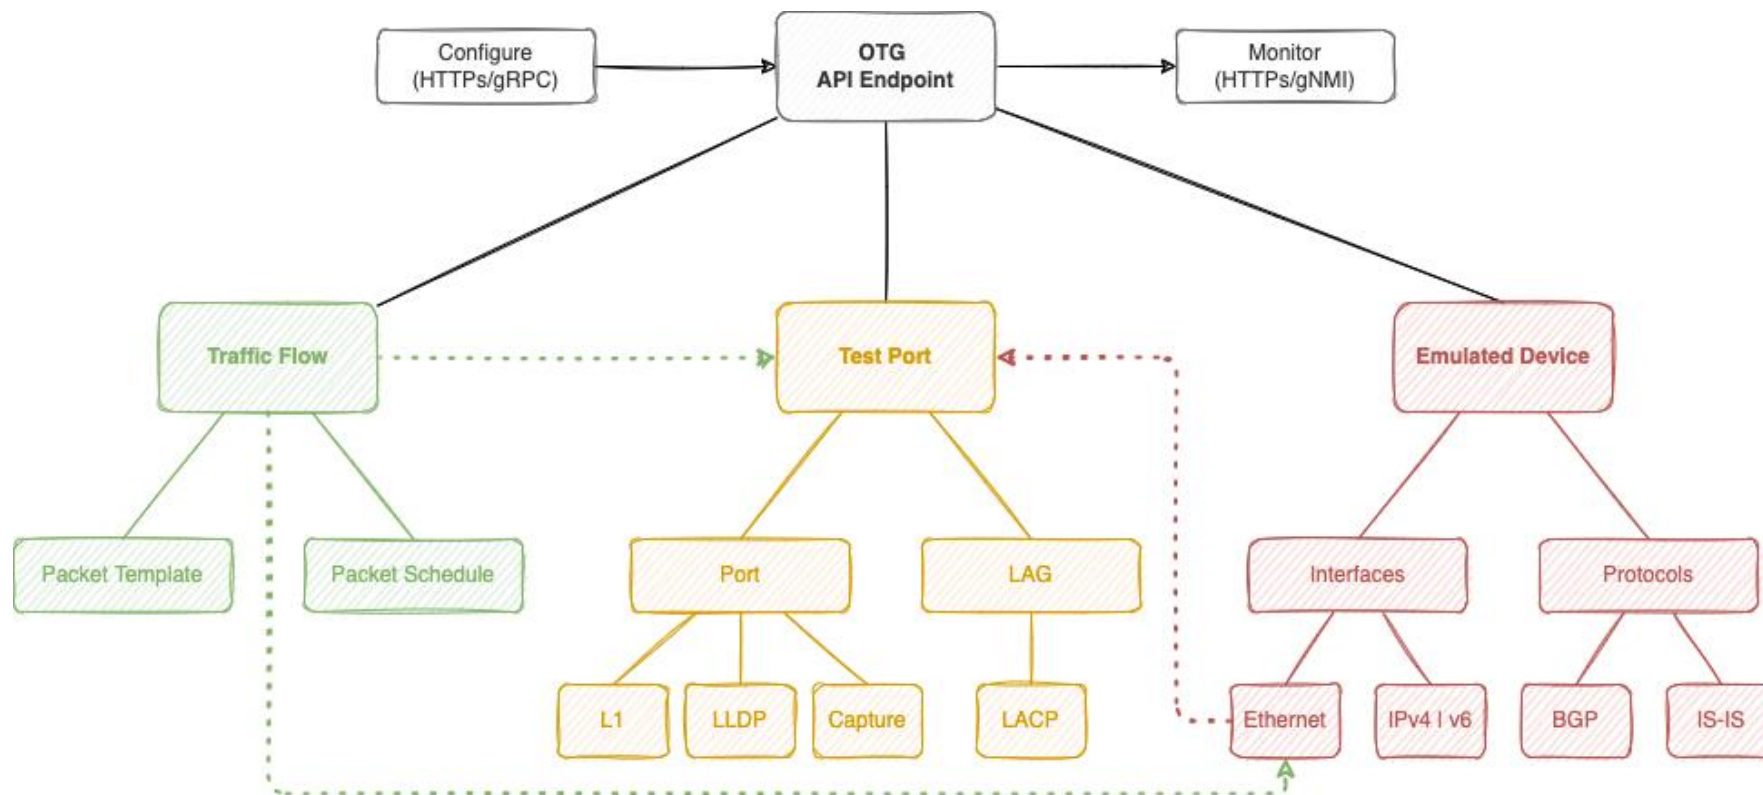 Configure
(HTTPs/gRPC)
OTG
API Endpoint
Monitor
(HTTPs/gNMI)
Traffic Flow
Test Port
Emulated Device
Packet Template
Packet Schedule
Port
LAG
Interfaces
Protocols
L1
LLDP
Capture
LACP
Ethernet
IPv4 | v6
BGP
IS-IS